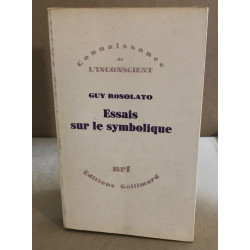 Connaissance
de
L'INCONSCIENT
GUY ROSOLATO
Essais
sur le symbolique
nrf
Éditions Gallimard